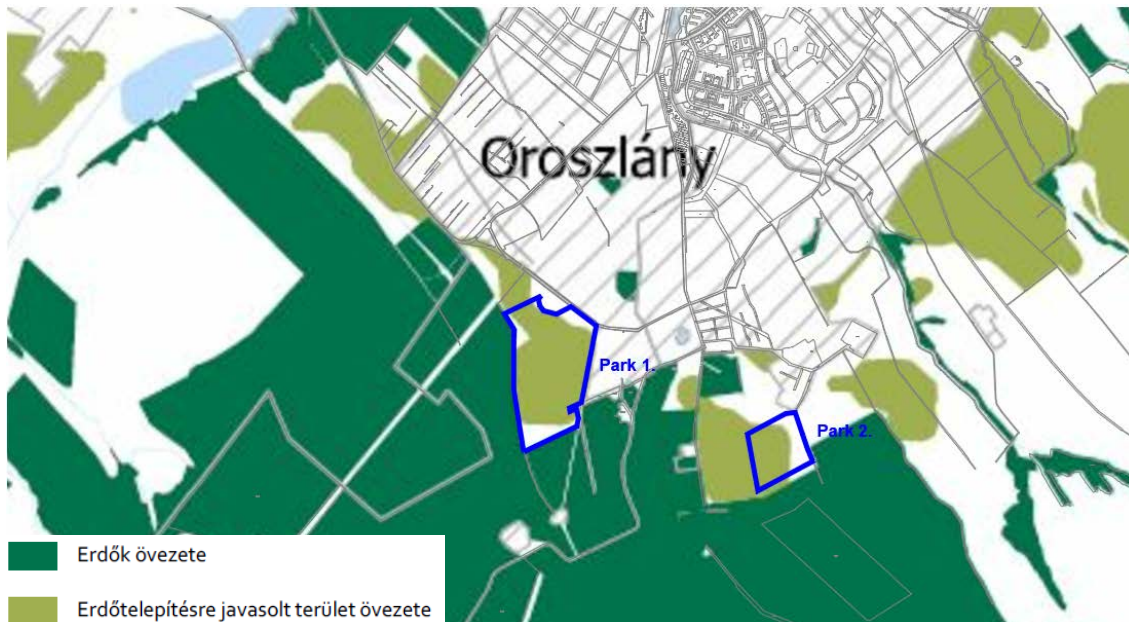 Oroszlány
Park 1.
Park 2.
Erdők övezete
Erdőtelepítésre javasolt terület övezete